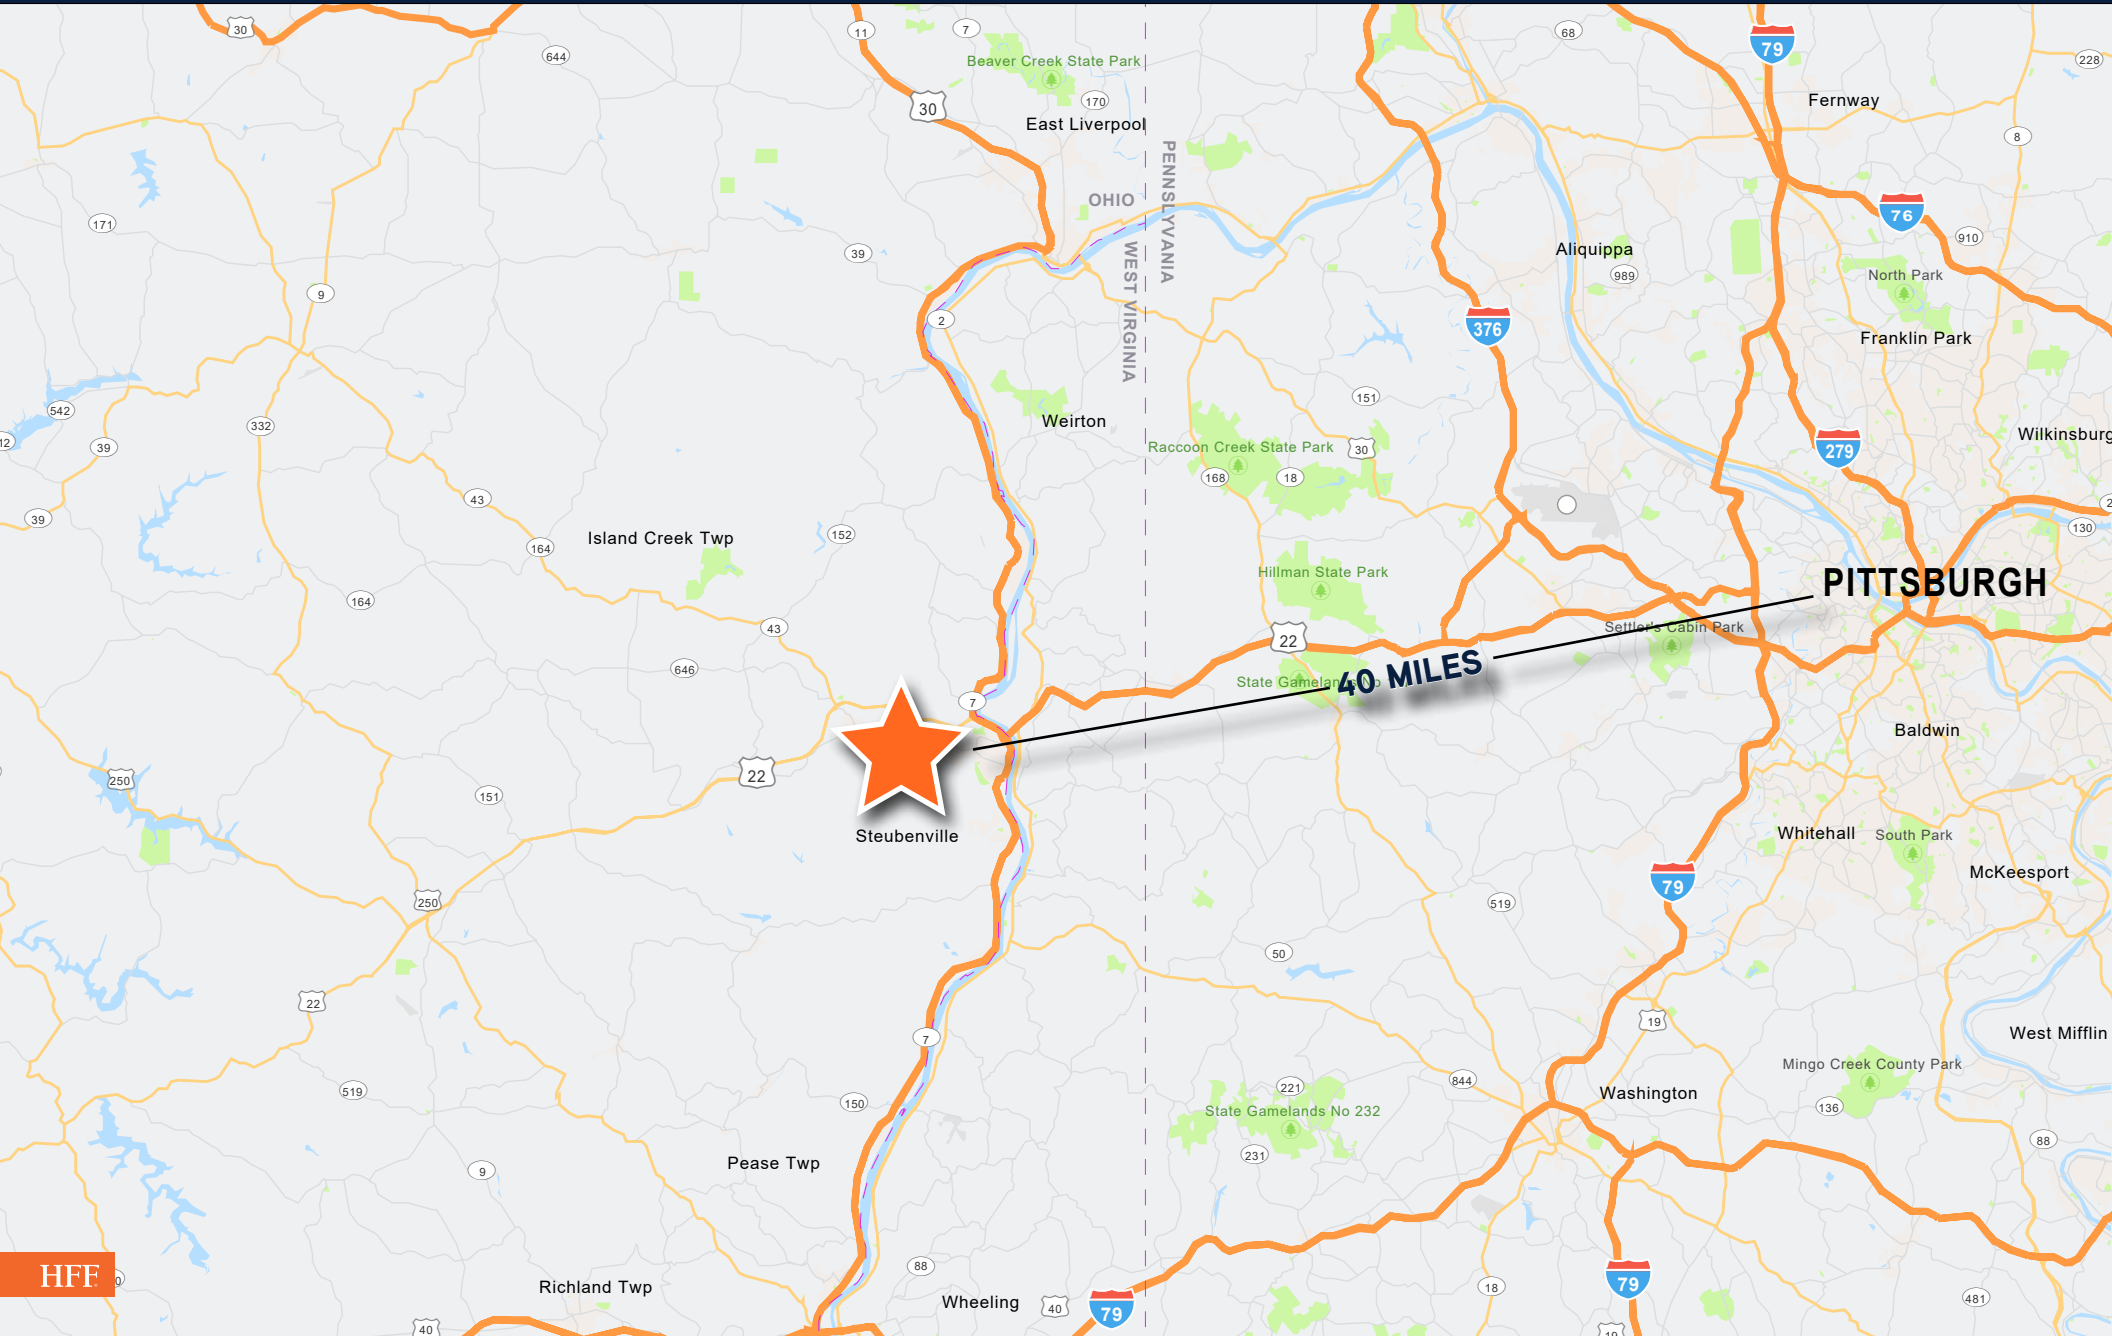 30
644
11
7
Beaver Creek State Park
30
170
East Liverpool
68
79
228
Fernway
8
OHIO
PENNSLYVANIA
WEST VIRGINIA
171
39
9
2
76
910
Aliquippa
989
North Park
Franklin Park
376
542
332
39
12
39
43
164
Island Creek Twp
152
Weirton
151
Raccoon Creek State Park
30
168
18
Wilkinsburg
279
130
164
Hillman State Park
PITTSBURGH
43
646
22
Settler's Cabin Park
State Gamelands No
40 MILES
7
Baldwin
250
22
151
Steubenville
Whitehall
South Park
McKeesport
79
250
519
50
22
19
7
West Mifflin
519
150
221
State Gamelands No 232
231
844
Washington
Mingo Creek County Park
136
88
Pease Twp
9
HFF
Richland Twp
88
Wheeling
40
79
40
18
79
481
19